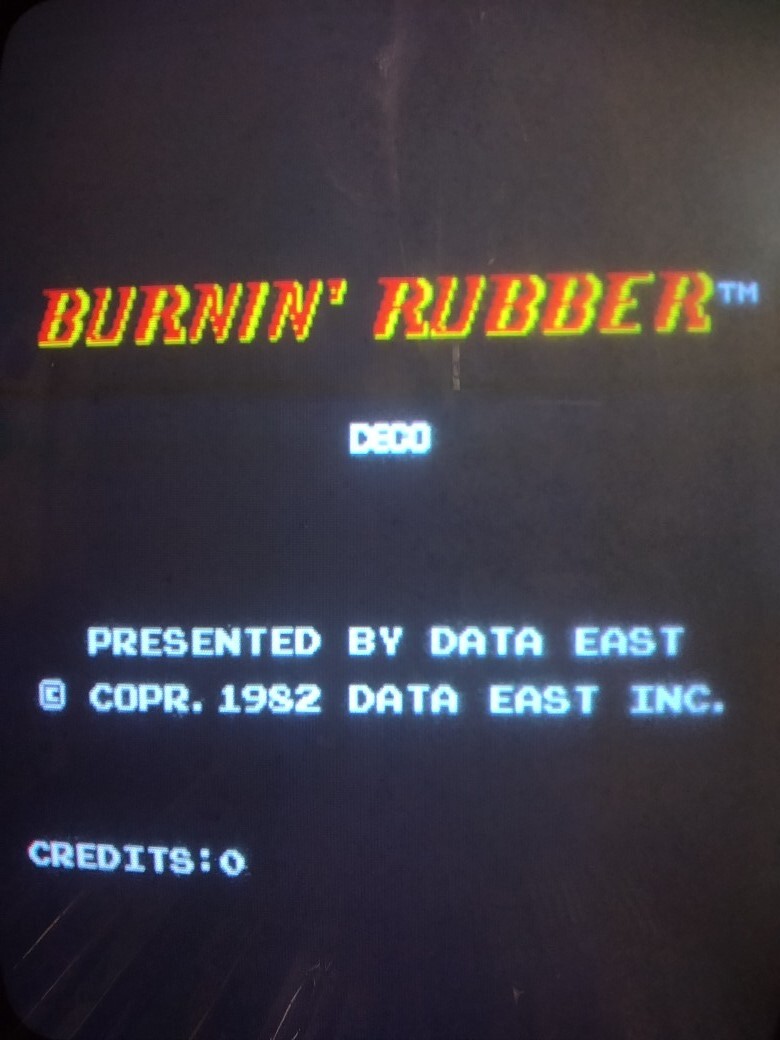 BURNIN' RUBBER™
DECO
PRESENTED BY DATA EAST
© COPR. 1982 DATA EAST INC.
CREDITS:0